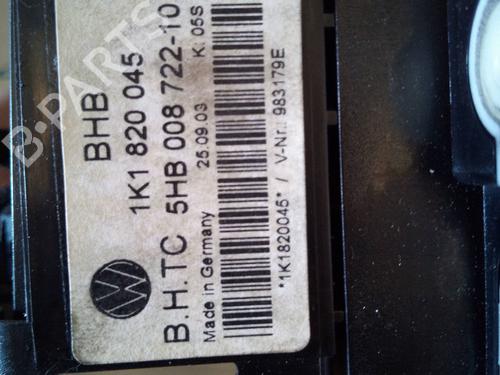 BHB
1K1 820 045
B.H.TC 5HB 008 722-10
Made in Germany 25.09.03 K: 05S
*1K1820045* / V-Nr.: 983179E
B-PARTS